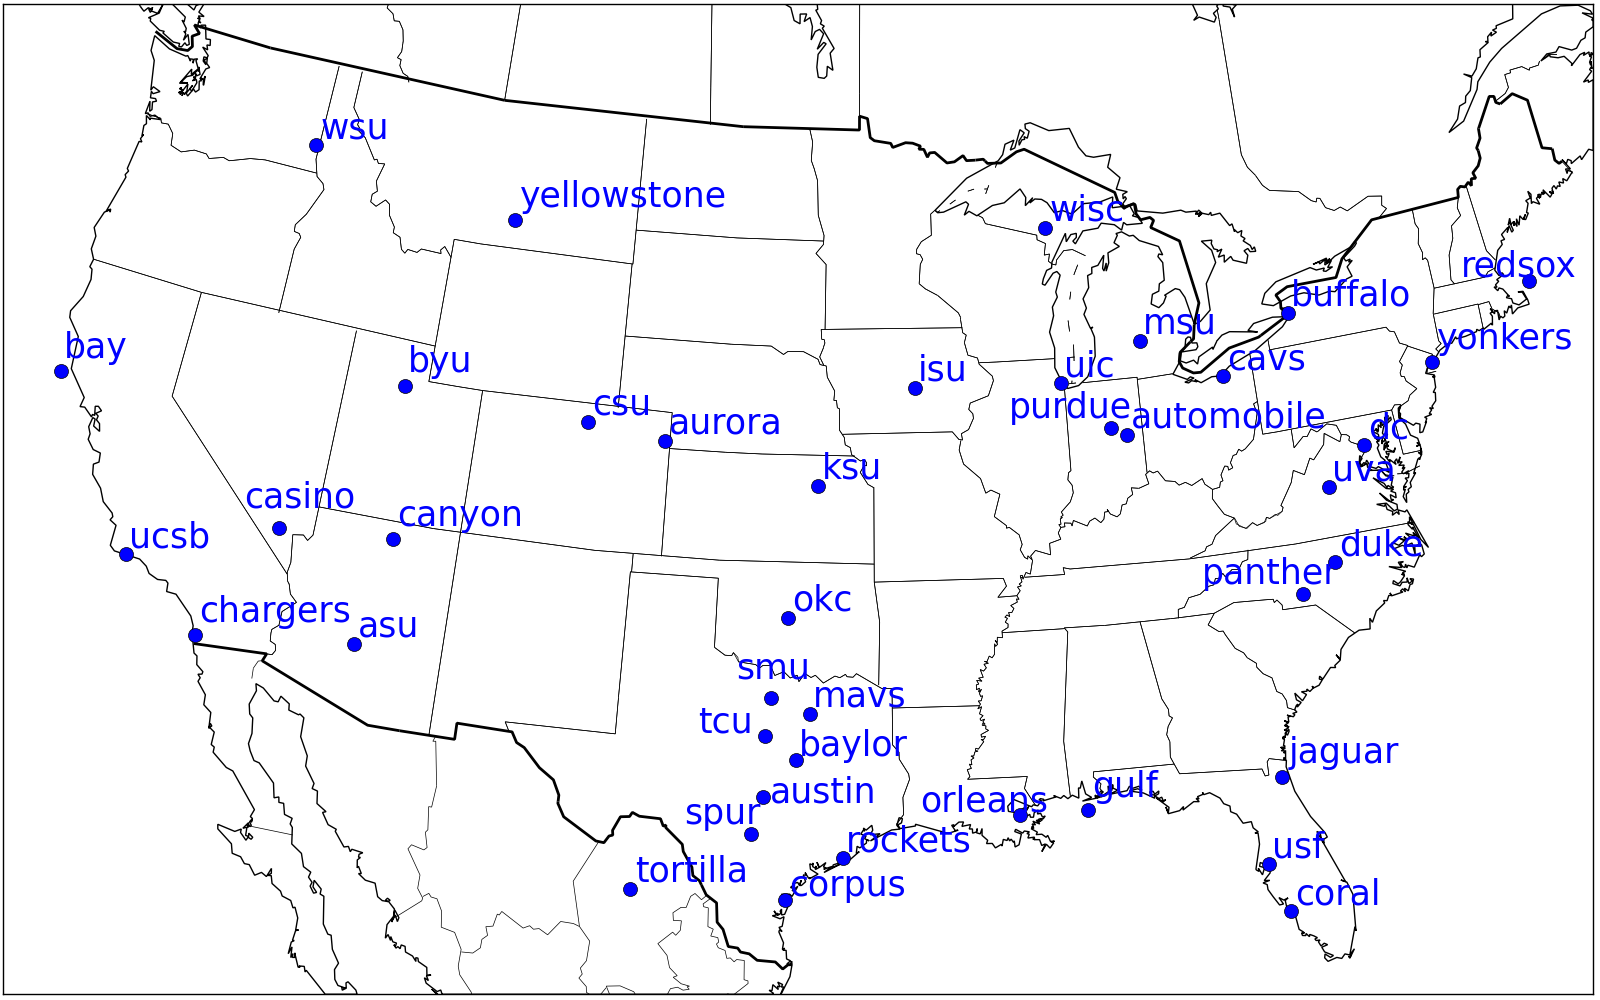 wsu
yellowstone
wisc
redsox
buffalo
msu
yonkers
bay
byu
isu
uic
cavs
csu
aurora
purdue
automobile
dc
ksu
uva
casino
canyon
ucsb
duke
panther
okc
chargers
asu
smu
mavs
tcu
baylor
jaguar
austin
gulf
orleans
spur
rockets
usf
tortilla
corpus
coral